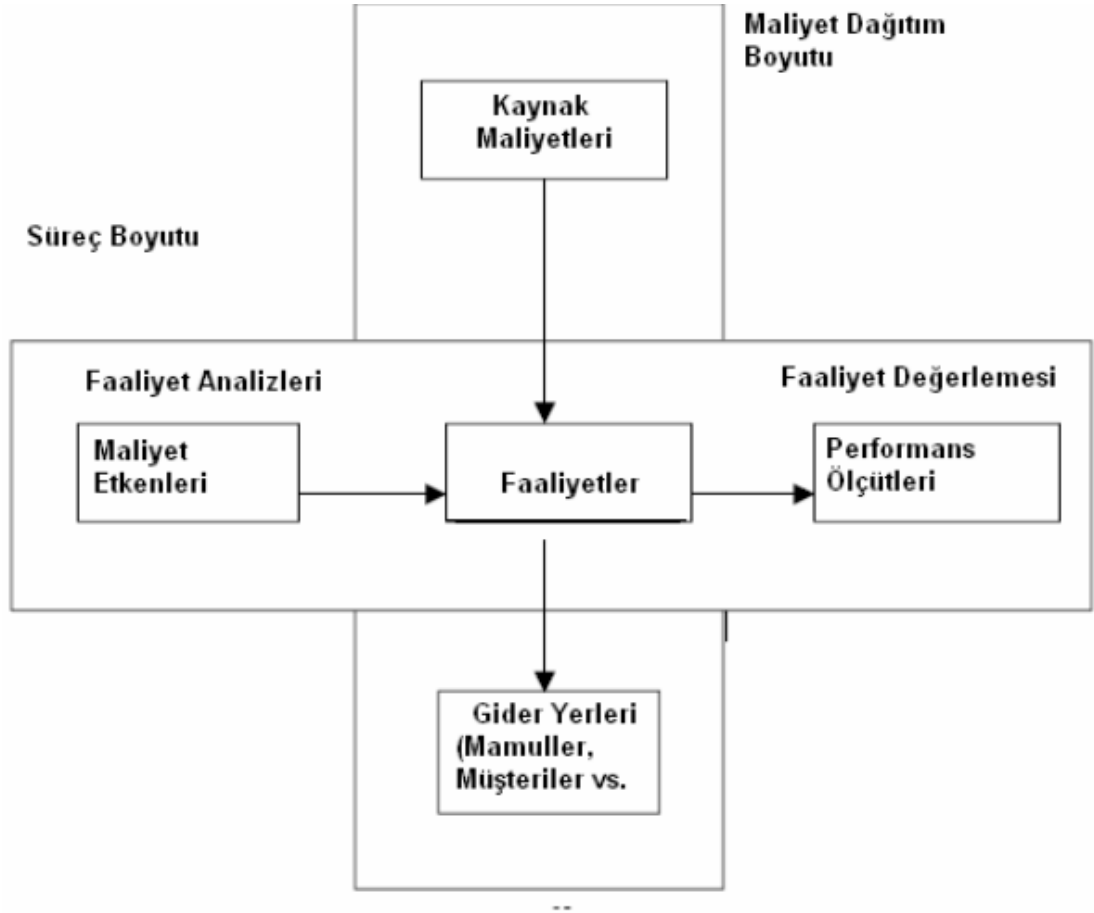 Maliyet Dağıtım
Boyutu
Kaynak
Maliyetleri
Süreç Boyutu
Faaliyet Analizleri
Faaliyet Değerlemesi
Maliyet
Etkenleri
Faaliyetler
Performans
Ölçütleri
Gider Yerleri
(Mamuller,
Müşteriler vs.